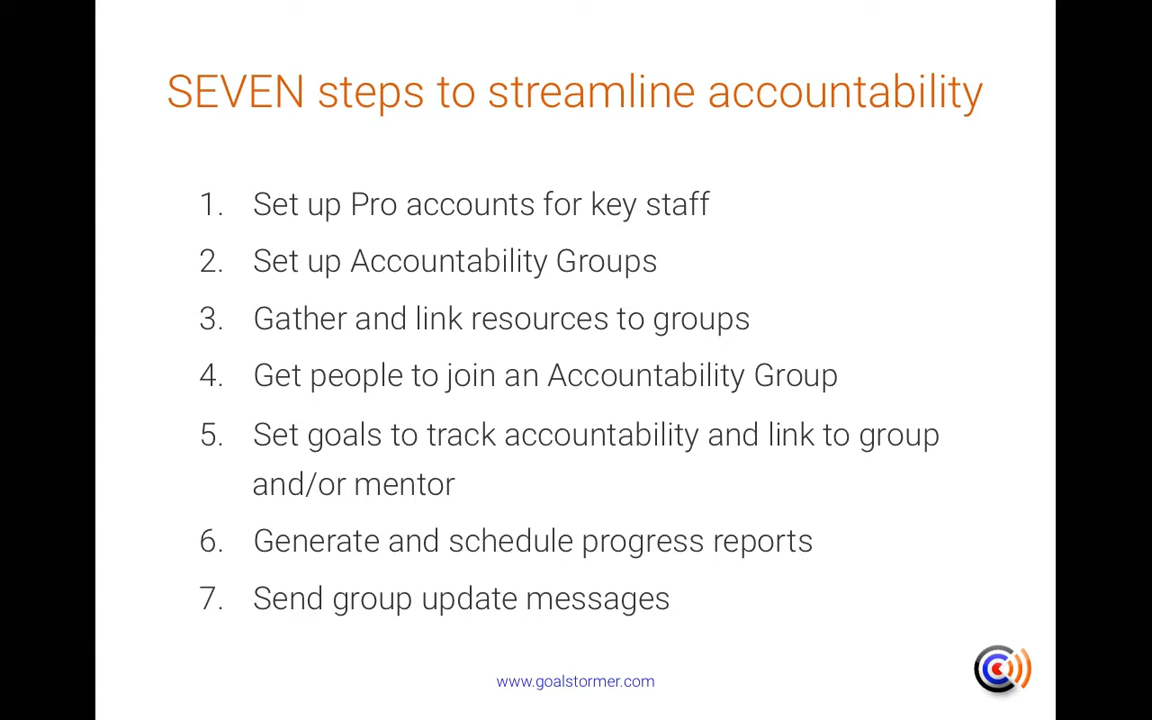 SEVEN steps to streamline accountability
1. Set up Pro accounts for key staff
2. Set up Accountability Groups
3. Gather and link resources to groups
4. Get people to join an Accountability Group
5. Set goals to track accountability and link to group
and/or mentor
6. Generate and schedule progress reports
7. Send group update messages
www.goalstormer.com